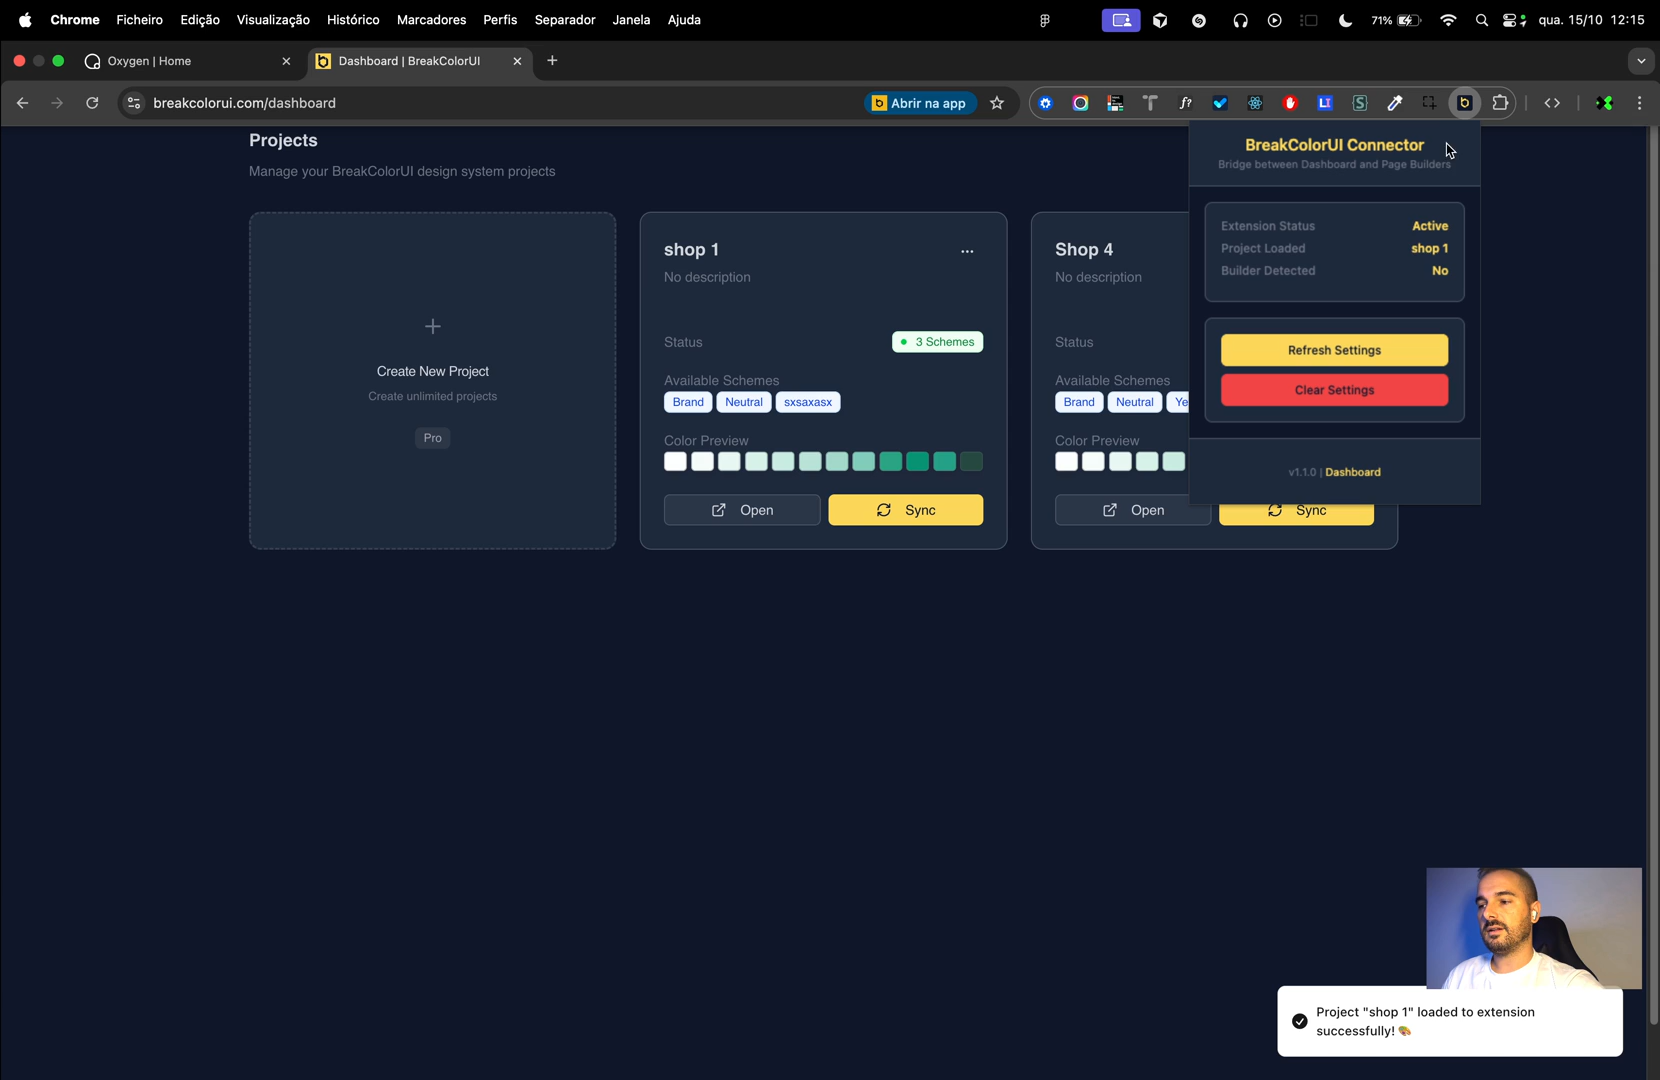 Chrome Ficheiro Edição Visualização Histórico Marcadores Perfis Separador Janela Ajuda
71% qua. 15/10 12:15
Oxygen | Home
Dashboard | BreakColorUI
breakcolorui.com/dashboard
Abrir na app
Projects
Manage your BreakColorUI design system projects
Create New Project
Create unlimited projects
Pro
shop 1
No description
Status
3 Schemes
Available Schemes
Brand Neutral sxsaxasx
Color Preview
Open Sync
Shop 4
No description
Status
Available Schemes
Brand Neutral Ye
Color Preview
Open Sync
BreakColorUI Connector
Bridge between Dashboard and Page Builders
Extension Status Active
Project Loaded shop 1
Builder Detected No
Refresh Settings
Clear Settings
v1.1.0 | Dashboard
Project "shop 1" loaded to extension
successfully! 🎨